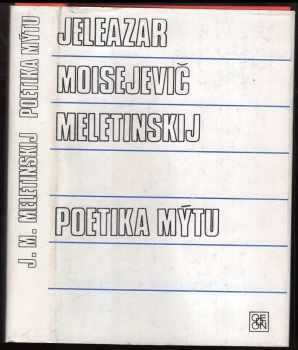 JELEAZAR
MOISEJEVIČ
MELETINSKIJ
POETIKA MÝTU
J. M. MELETINSKIJ POETIKA MÝTU
ODEON